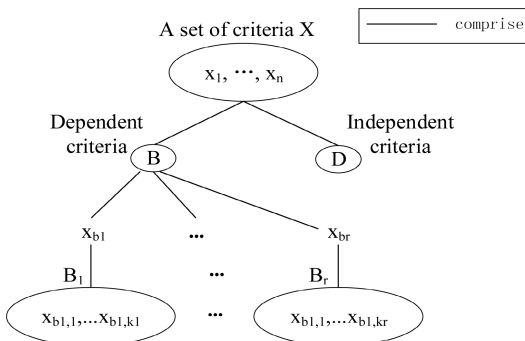 A set of criteria X
comprise
x1, ..., xn
Dependent criteria
Independent criteria
B
D
xb1
...
xbr
B1
...
Br
xb1,1,...xb1,k1
...
xb1,1,...xb1,kr